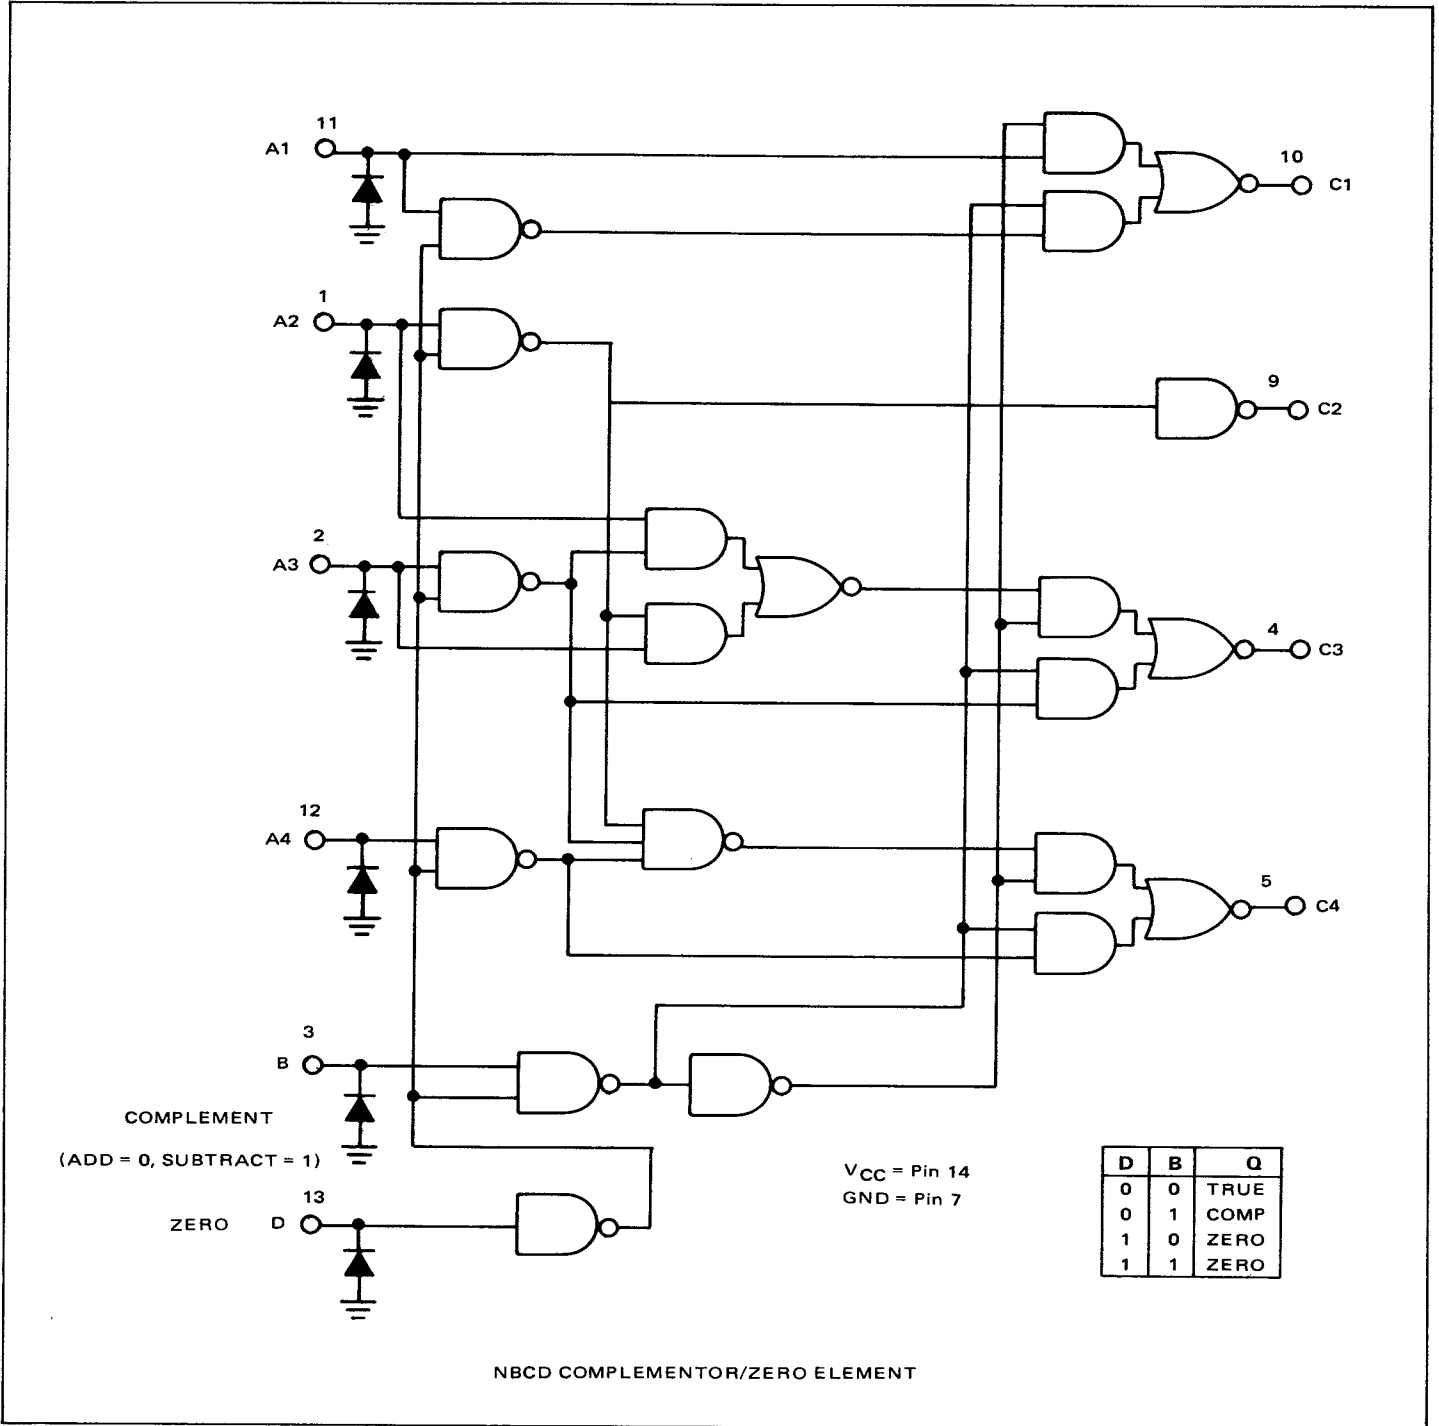 11
A1
10
C1
1
A2
9
C2
2
A3
4
C3
12
A4
5
C4
3
B
COMPLEMENT
(ADD = 0, SUBTRACT = 1)
13
ZERO D
VCC = Pin 14
GND = Pin 7
D B Q
0 0 TRUE
0 1 COMP
1 0 ZERO
1 1 ZERO
NBCD COMPLEMENTOR/ZERO ELEMENT